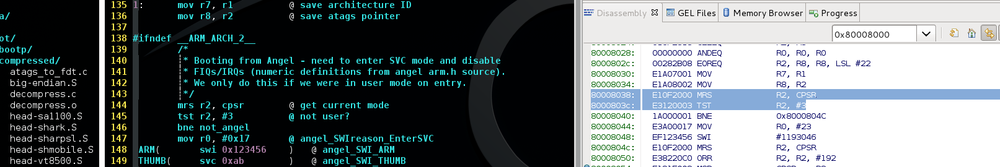 a/
ot/
bootp/
compressed/
atags_to_fdt.c
big-endian.S
decompress.c
decompress.o
head-sa1100.S
head-shark.S
head-sharpsl.S
head-shmobile.S
head-vt8500.S
135 1: mov r7, r1 @ save architecture ID
136 mov r8, r2 @ save atags pointer
137
138 #ifndef __ARM_ARCH_2__
139 /*
140 * Booting from Angel - need to enter SVC mode and disable
141 * FIQs/IRQs (numeric definitions from angel arm.h source).
142 * We only do this if we were in user mode on entry.
143 */
144 mrs r2, cpsr @ get current mode
145 tst r2, #3 @ not user?
146 bne not_angel
147 mov r0, #0x17 @ angel_SWIreason_EnterSVC
148 ARM( swi 0x123456 ) @ angel_SWI_ARM
149 THUMB( svc 0xab ) @ angel_SWI_THUMB
Disassembly GEL Files Memory Browser Progress
0x80008000
80008028: 00000000 ANDEQ R0, R0, R0
8000802c: 00282B08 EOREQ R2, R8, R8, LSL #22
80008030: E1A07001 MOV R7, R1
80008034: E1A08002 MOV R8, R2
80008038: E10F2000 MRS R2, CPSR
8000803c: E3120003 TST R2, #3
80008040: 1A000001 BNE 0x8000804C
80008044: E3A00017 MOV R0, #23
80008048: EF123456 SWI #1193046
8000804c: E10F2000 MRS R2, CPSR
80008050: E38220C0 ORR R2, R2, #192